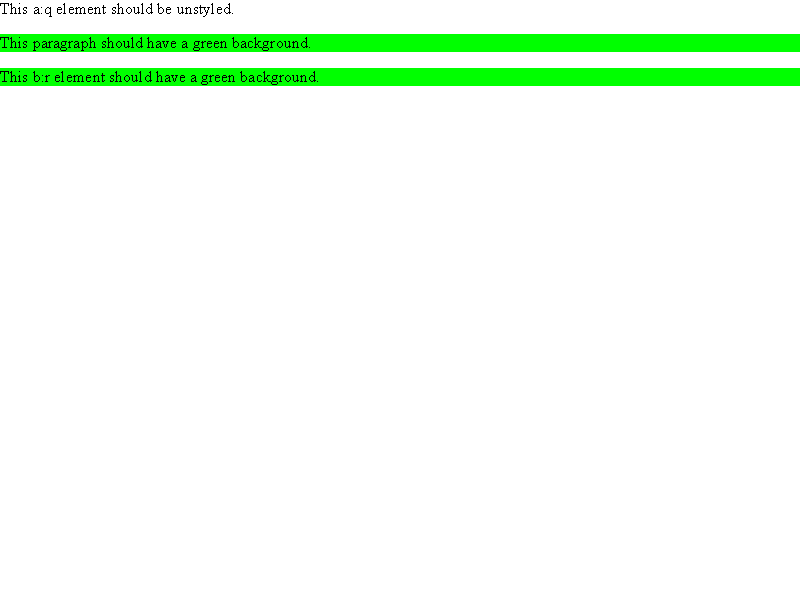 This a:q element should be unstyled.
This paragraph should have a green background.
This b:r element should have a green background.